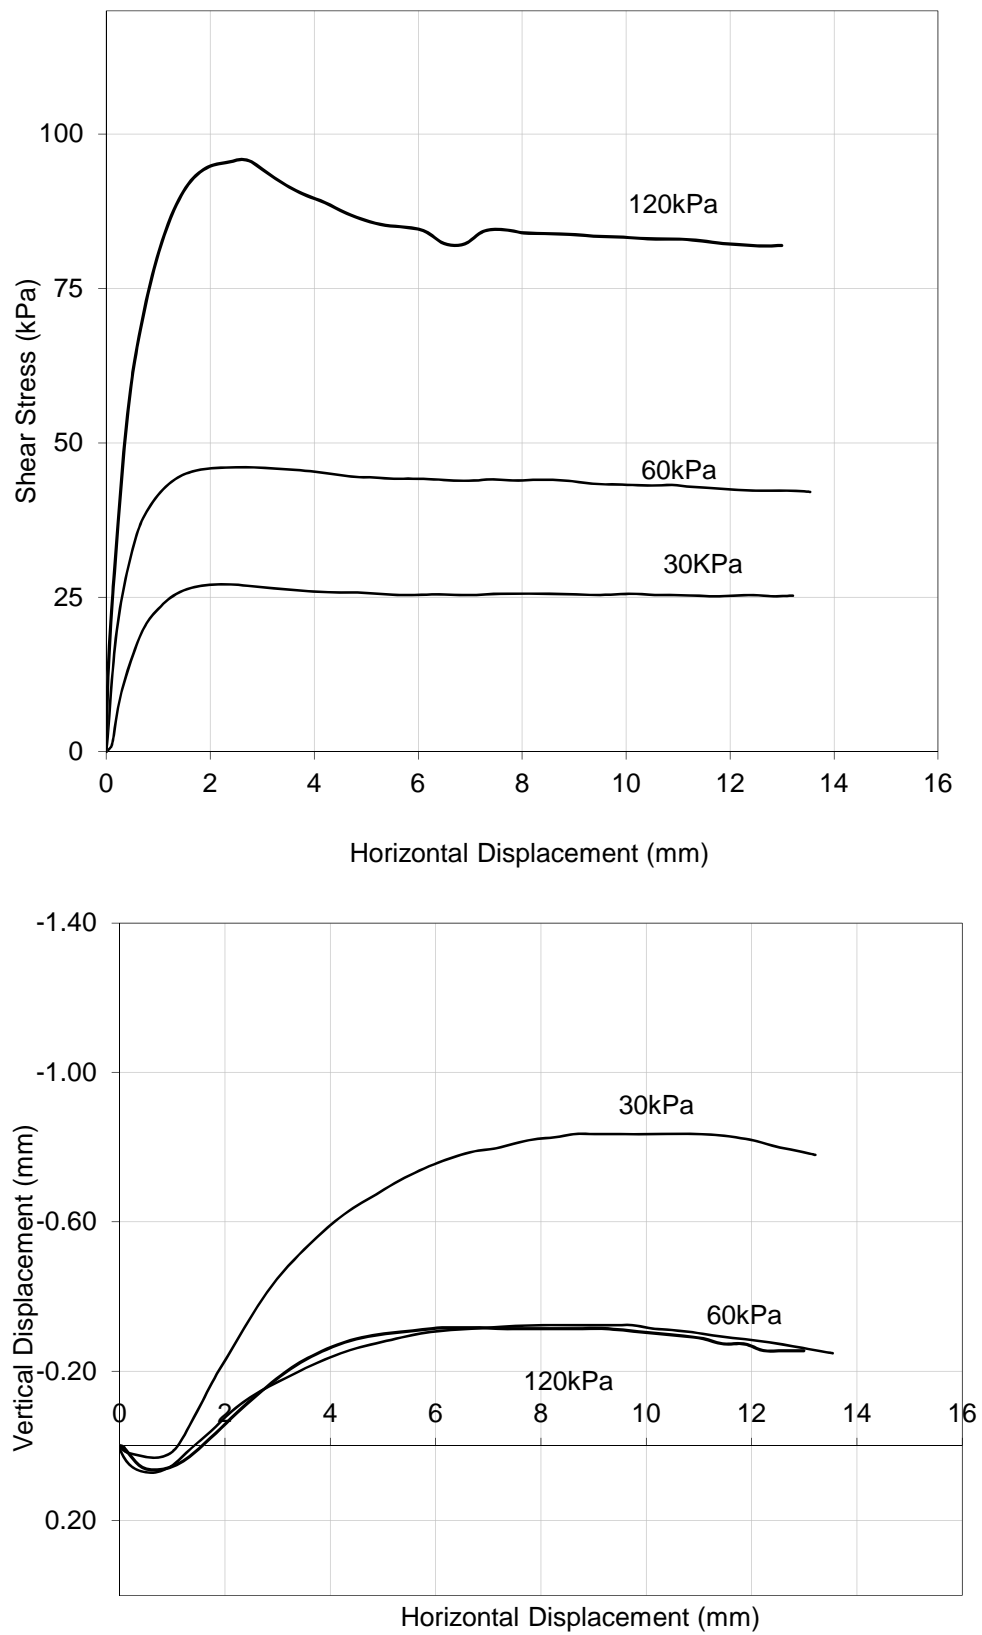 100
120kPa
75
Shear Stress (kPa)
50
60kPa
30KPa
25
0
0 2 4 6 8 10 12 14 16
Horizontal Displacement (mm)
-1.40
-1.00
30kPa
Vertical Displacement (mm)
-0.60
60kPa
-0.20
120kPa
0 2 4 6 8 10 12 14 16
0.20
Horizontal Displacement (mm)